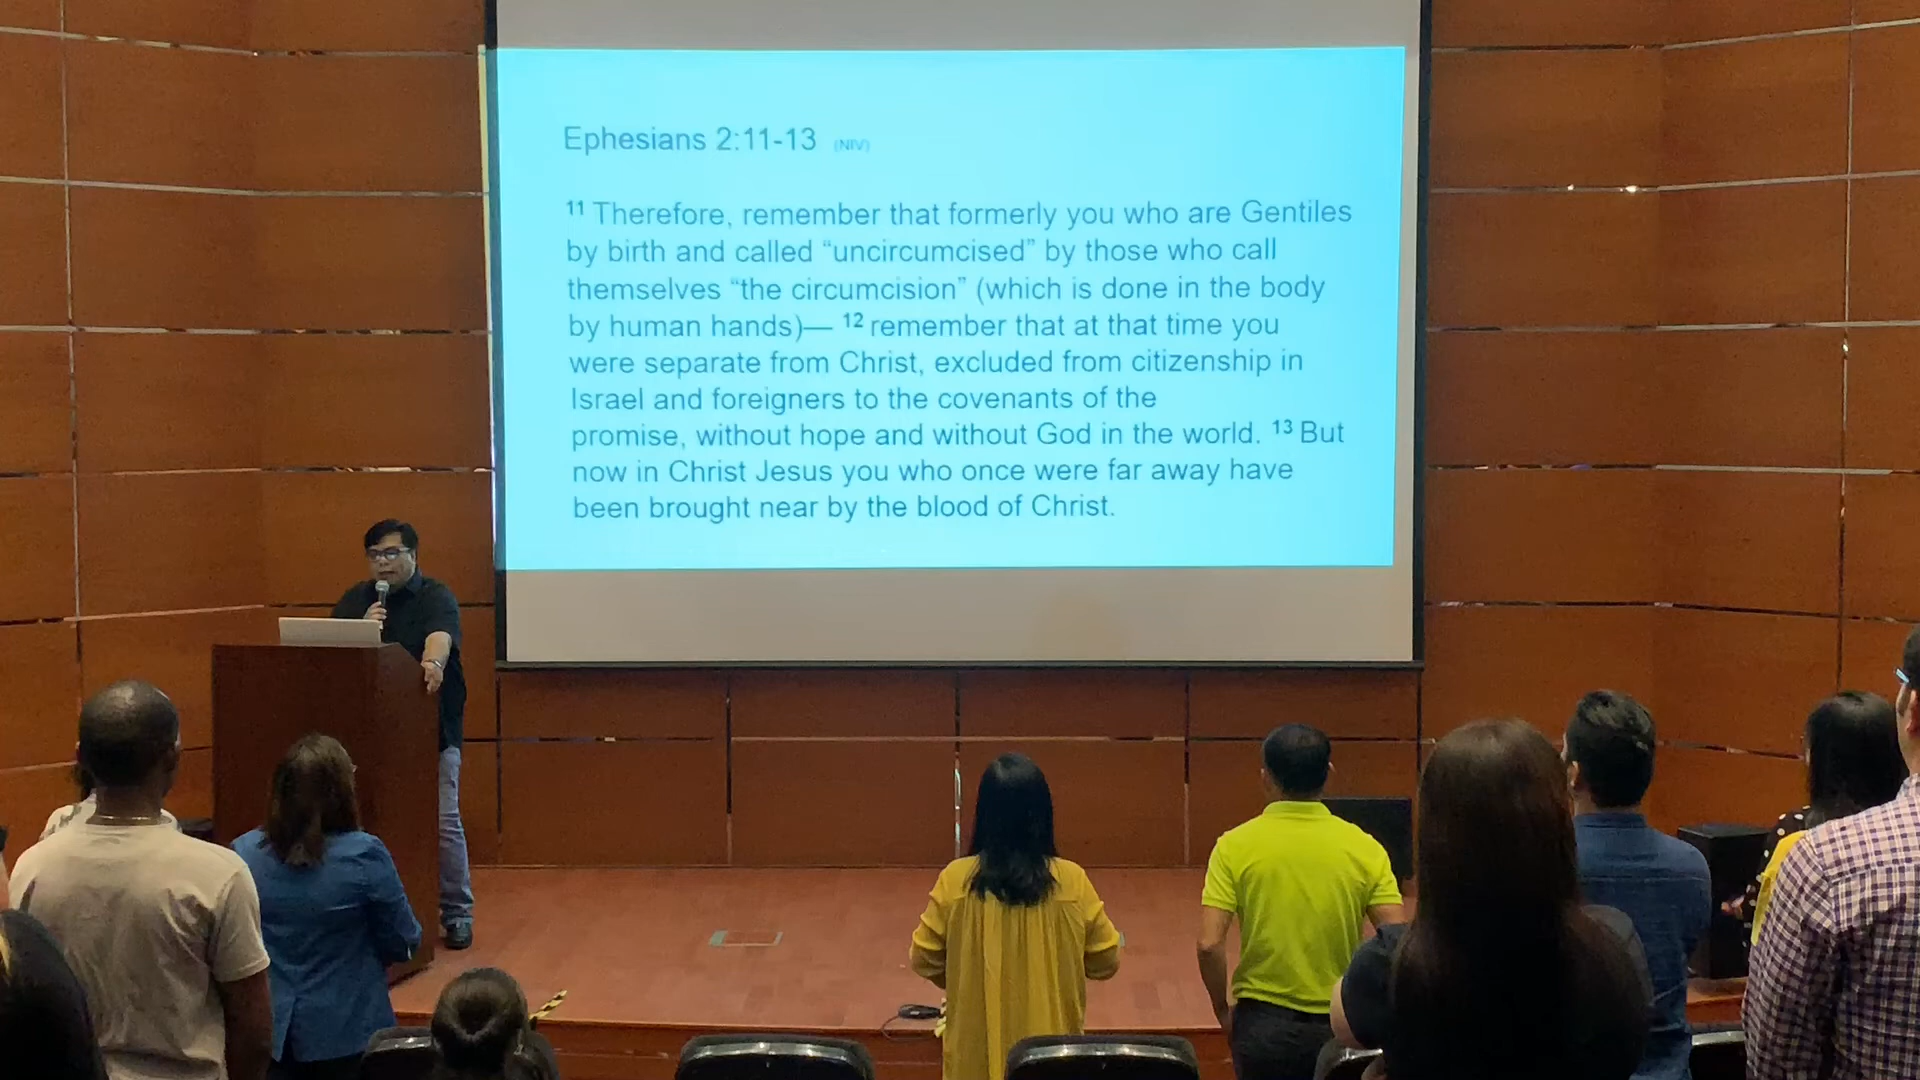 Ephesians 2:11-13 (NIV)
11 Therefore, remember that formerly you who are Gentiles
by birth and called “uncircumcised” by those who call
themselves “the circumcision” (which is done in the body
by human hands)— 12 remember that at that time you
were separate from Christ, excluded from citizenship in
Israel and foreigners to the covenants of the
promise, without hope and without God in the world. 13 But
now in Christ Jesus you who once were far away have
been brought near by the blood of Christ.